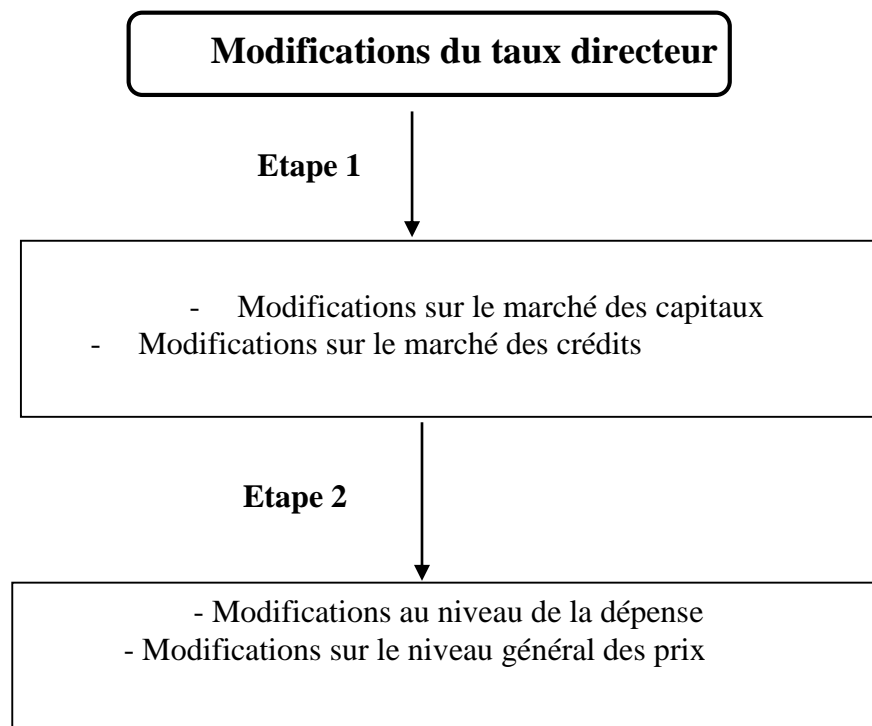 Modifications du taux directeur
Etape 1
- Modifications sur le marché des capitaux
- Modifications sur le marché des crédits
Etape 2
- Modifications au niveau de la dépense
- Modifications sur le niveau général des prix